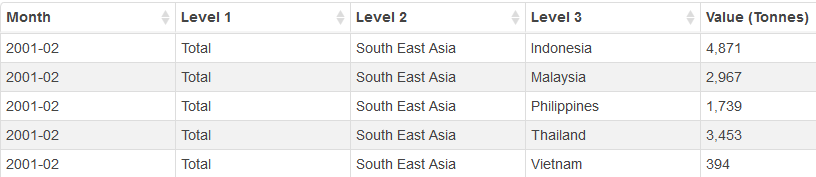 Month Level 1 Level 2 Level 3 Value (Tonnes)
2001-02 Total South East Asia Indonesia 4,871
2001-02 Total South East Asia Malaysia 2,967
2001-02 Total South East Asia Philippines 1,739
2001-02 Total South East Asia Thailand 3,453
2001-02 Total South East Asia Vietnam 394